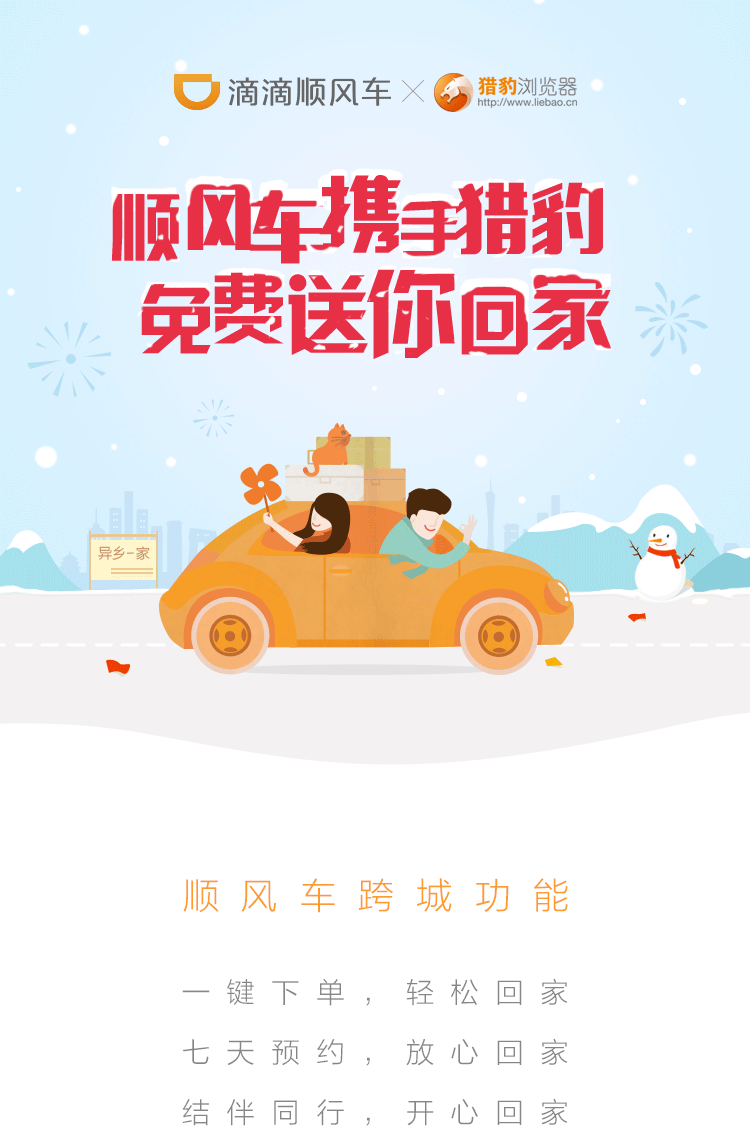 滴滴顺风车 × 猎豹浏览器
http://www.liebao.cn
顺风车携手猎豹
免费送你回家
异乡-家
顺风车跨城功能
一键下单，轻松回家
七天预约，放心回家
结伴同行，开心回家